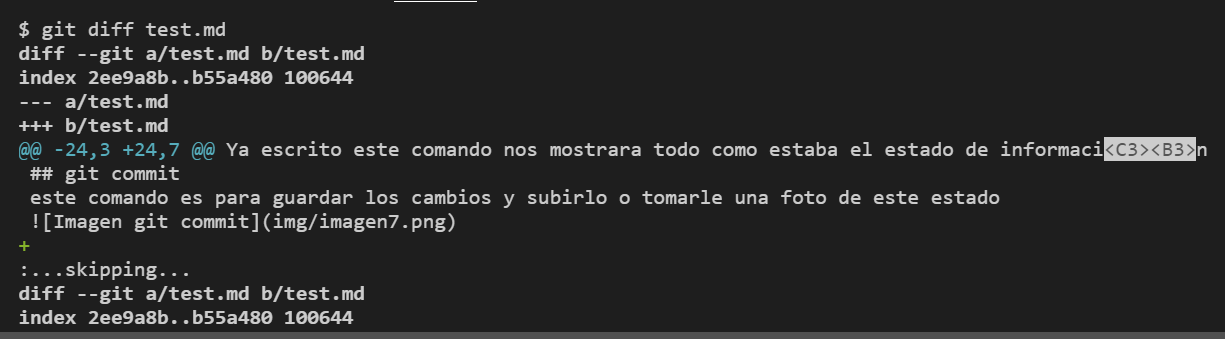 $ git diff test.md
diff --git a/test.md b/test.md
index 2ee9a8b..b55a480 100644
--- a/test.md
+++ b/test.md
@@ -24,3 +24,7 @@ Ya escrito este comando nos mostrara todo como estaba el estado de informaci<C3><B3>n
 ## git commit
 este comando es para guardar los cambios y subirlo o tomarle una foto de este estado
 ![Imagen git commit](img/imagen7.png)
+
:...skipping...
diff --git a/test.md b/test.md
index 2ee9a8b..b55a480 100644